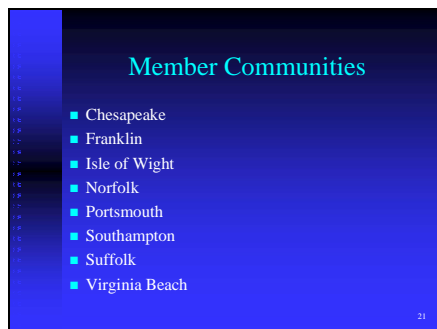 Member Communities
■ Chesapeake
■ Franklin
■ Isle of Wight
■ Norfolk
■ Portsmouth
■ Southampton
■ Suffolk
■ Virginia Beach
21